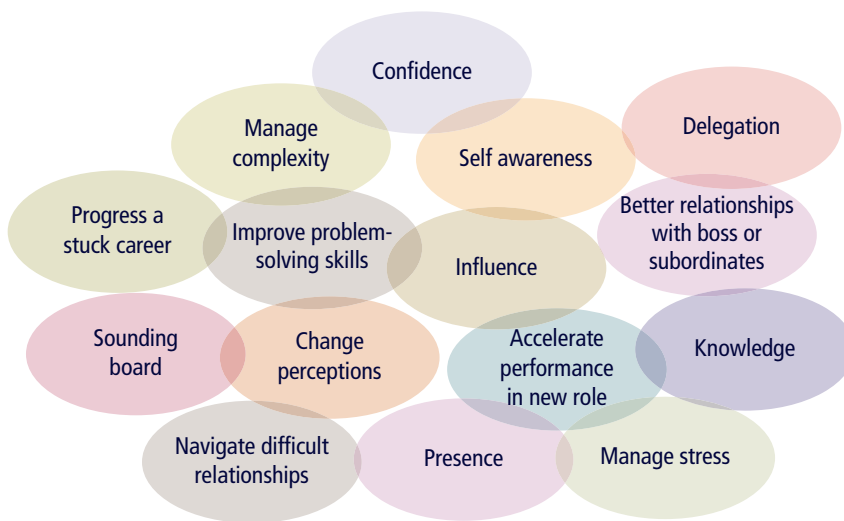 Confidence
Manage
complexity
Self awareness
Delegation
Progress a
stuck career
Improve problem-
solving skills
Influence
Better relationships
with boss or
subordinates
Sounding
board
Change
perceptions
Accelerate
performance
in new role
Knowledge
Navigate difficult
relationships
Presence
Manage stress